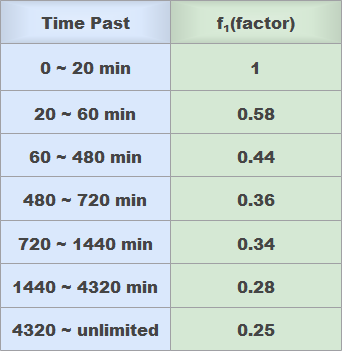 Time Past f₁(factor)
0 ~ 20 min 1
20 ~ 60 min 0.58
60 ~ 480 min 0.44
480 ~ 720 min 0.36
720 ~ 1440 min 0.34
1440 ~ 4320 min 0.28
4320 ~ unlimited 0.25